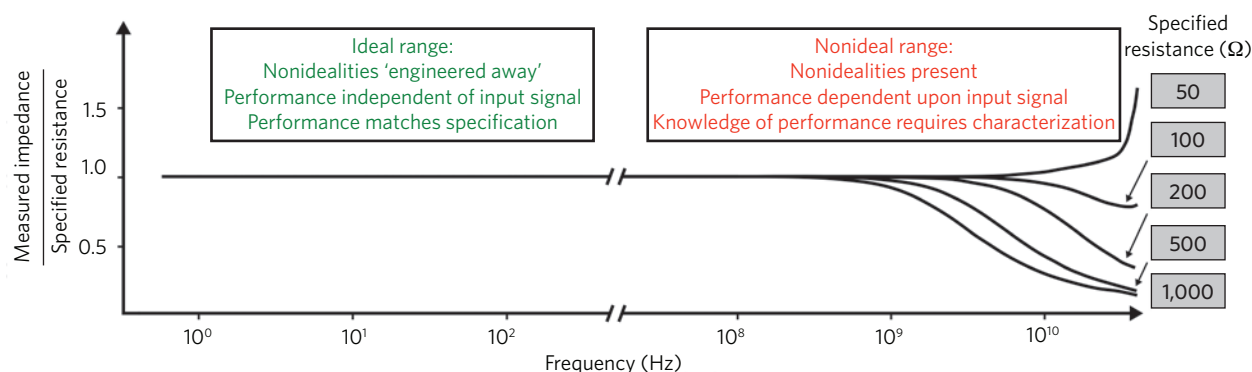 Ideal range:
Nonidealities ‘engineered away’
Performance independent of input signal
Performance matches specification
Nonideal range:
Nonidealities present
Performance dependent upon input signal
Knowledge of performance requires characterization
Specified
resistance (Ω)
50
100
200
500
1,000
Measured impedance
Specified resistance
1.5
1.0
0.5
10⁰
10¹
10²
10⁸
10⁹
10¹⁰
Frequency (Hz)